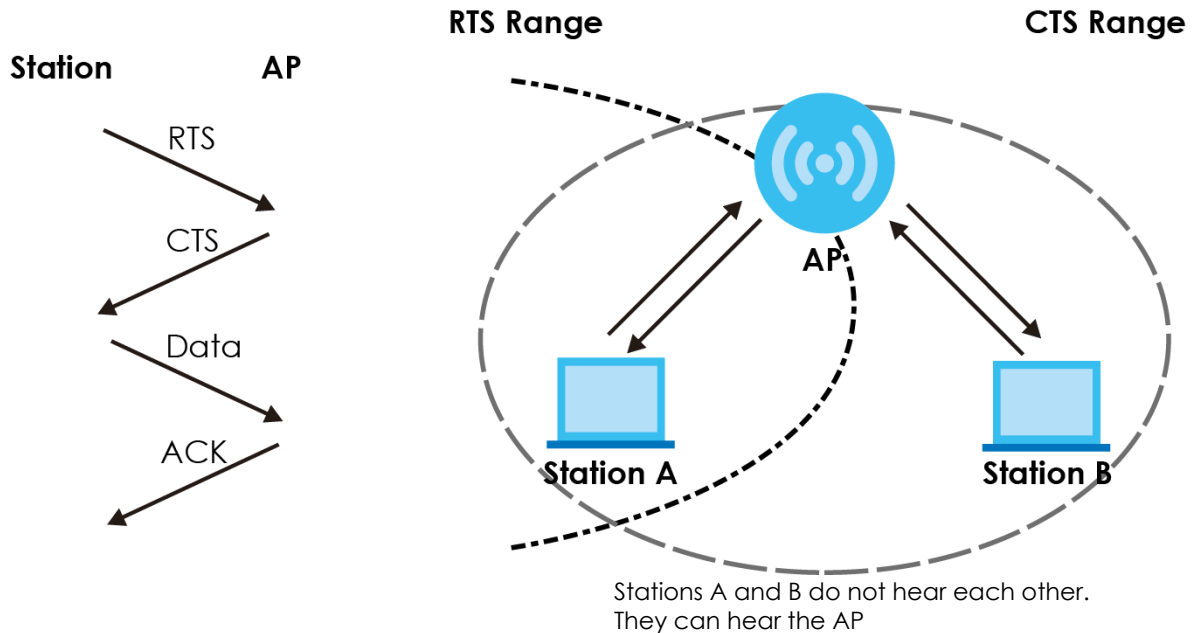 RTS Range
CTS Range
Station
AP
RTS
CTS
Data
ACK
AP
Station A
Station B
Stations A and B do not hear each other.
They can hear the AP